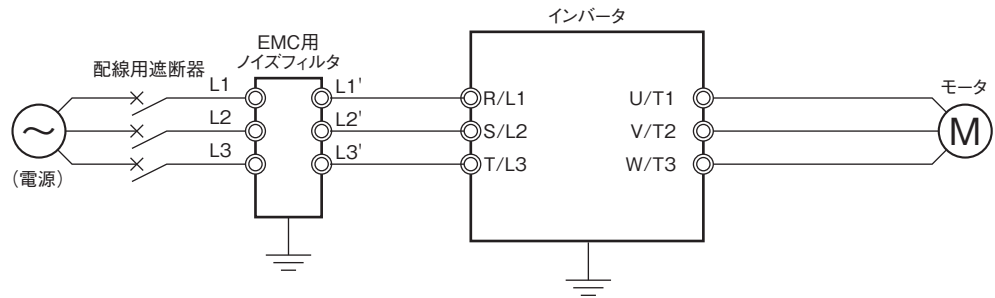 インバータ
EMC用
ノイズフィルタ
配線用遮断器
モータ
L1
L1'
R/L1
U/T1
L2
L2'
S/L2
V/T2
M
L3
L3'
T/L3
W/T3
(電源)